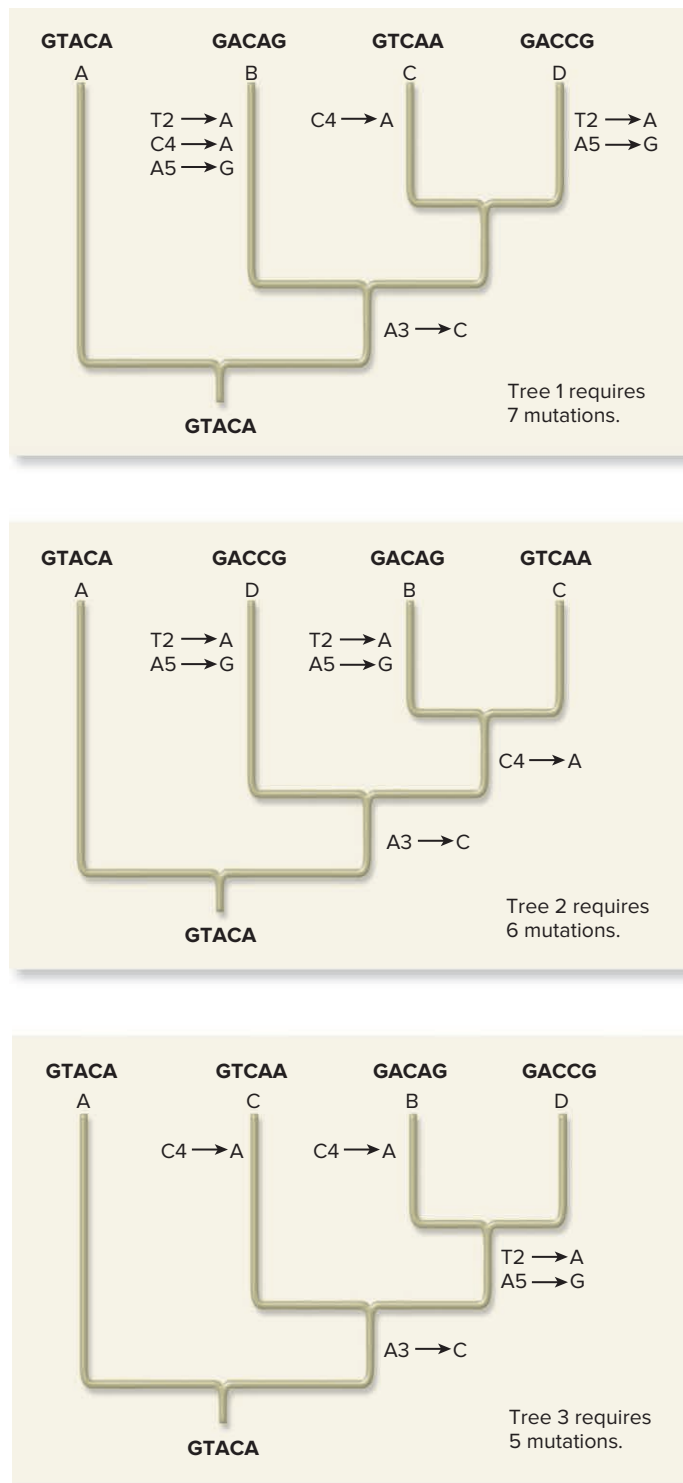 GTACA GACAG GTCAA GACCG
A B C D
T2 → A C4 → A T2 → A
C4 → A A5 → G
A5 → G
A3 → C
Tree 1 requires
7 mutations.
GTACA
GTACA GACCG GACAG GTCAA
A D B C
T2 → A T2 → A
A5 → G A5 → G
C4 → A
A3 → C
Tree 2 requires
6 mutations.
GTACA
GTACA GTCAA GACAG GACCG
A C B D
C4 → A C4 → A
T2 → A
A5 → G
A3 → C
Tree 3 requires
5 mutations.
GTACA